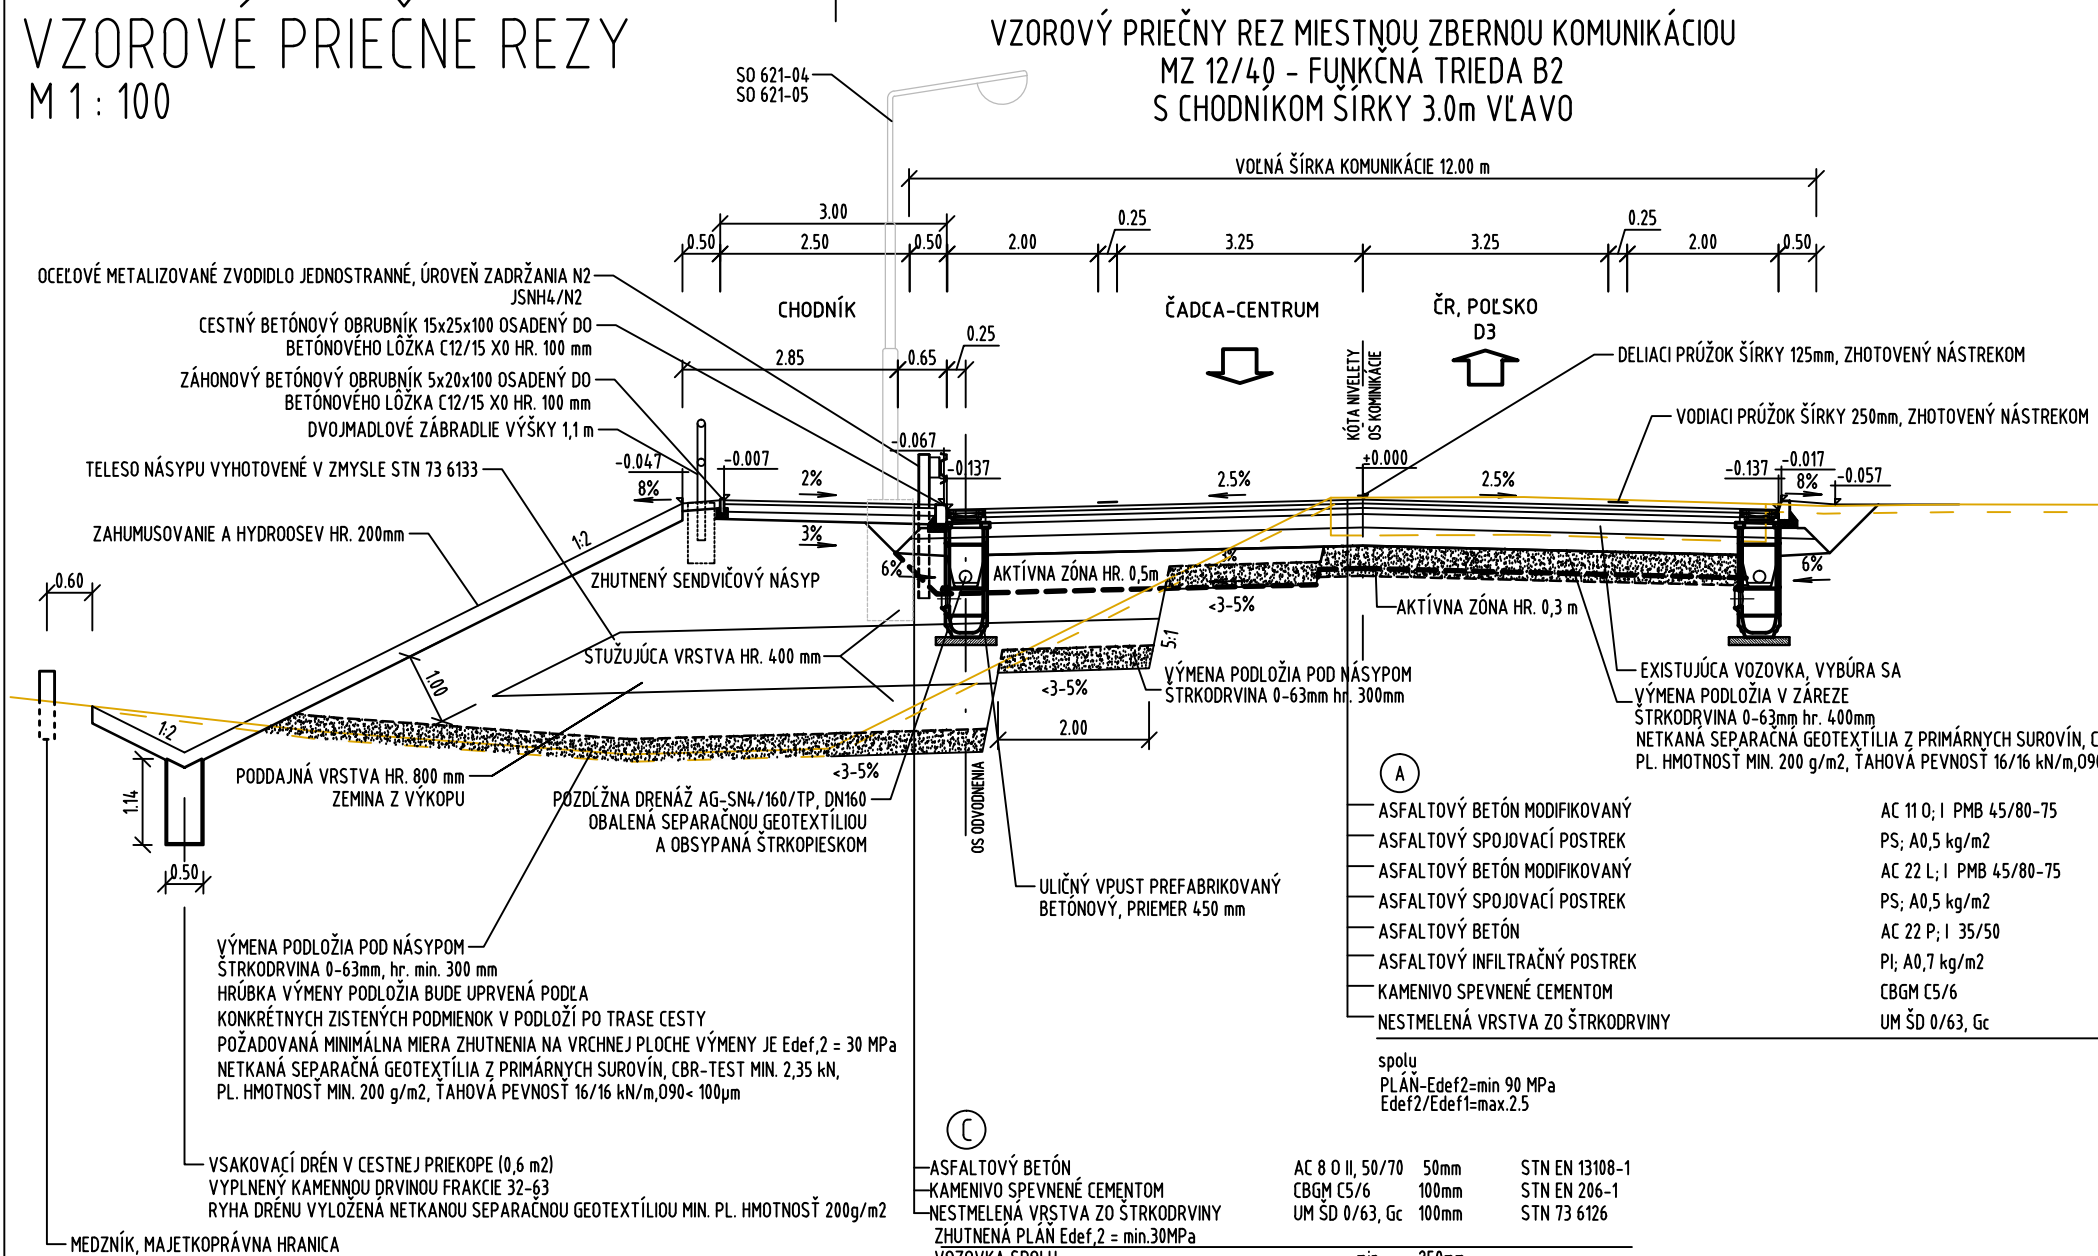 VZOROVÉ PRIEČNE REZY
M 1 : 100
VZOROVÝ PRIEČNY REZ MIESTNOU ZBERNOU KOMUNIKÁCIOU
MZ 12/40 - FUNKČNÁ TRIEDA B2
S CHODNÍKOM ŠÍRKY 3.0m VĽAVO
SO 621-04
SO 621-05
VOĽNÁ ŠÍRKA KOMUNIKÁCIE 12.00 m
3.00
0.25
0.25
0.50
2.50
0.50
2.00
3.25
3.25
2.00
0.50
OCEĽOVÉ METALIZOVANÉ ZVODIDLO JEDNOSTRANNÉ, ÚROVEŇ ZADRŽANIA N2
JSNH4/N2
CHODNÍK
ČADCA-CENTRUM
ČR, POĽSKO
D3
CESTNÝ BETÓNOVÝ OBRUBNÍK 15x25x100 OSADENÝ DO
BETÓNOVÉHO LÔŽKA C12/15 X0 HR. 100 mm
2.85
0.65
0.25
KÓTA NIVELETY
OS KOMINIKÁCIE
DELIACI PRÚŽOK ŠÍRKY 125mm, ZHOTOVENÝ NÁSTREKOM
ZÁHONOVÝ BETÓNOVÝ OBRUBNÍK 5x20x100 OSADENÝ DO
BETÓNOVÉHO LÔŽKA C12/15 X0 HR. 100 mm
VODIACI PRÚŽOK ŠÍRKY 250mm, ZHOTOVENÝ NÁSTREKOM
DVOJMADLOVÉ ZÁBRADLIE VÝŠKY 1,1 m
TELESO NÁSYPU VYHOTOVENÉ V ZMYSLE STN 73 6133
-0.047
-0.007
-0.067
-0.137
±0.000
-0.137
-0.017
-0.057
8%
2%
2.5%
2.5%
8%
ZAHUMUSOVANIE A HYDROOSEV HR. 200mm
1:2
3%
6%
6%
ZHUTNENÝ SENDVIČOVÝ NÁSYP
AKTÍVNA ZÓNA HR. 0,5m
<3-5%
AKTÍVNA ZÓNA HR. 0,3 m
0.60
STUŽUJÚCA VRSTVA HR. 400 mm
5:1
1.00
<3-5%
VÝMENA PODLOŽIA POD NÁSYPOM
ŠTRKODRVINA 0-63mm hr. 300mm
EXISTUJÚCA VOZOVKA, VYBÚRA SA
VÝMENA PODLOŽIA V ZÁREZE
ŠTRKODRVINA 0-63mm hr. 400mm
NETKANÁ SEPARAČNÁ GEOTEXTÍLIA Z PRIMÁRNYCH SUROVÍN, C
PL. HMOTNOSŤ MIN. 200 g/m2, ŤAHOVÁ PEVNOSŤ 16/16 kN/m,O90
1:2
2.00
<3-5%
PODDAJNÁ VRSTVA HR. 800 mm
ZEMINA Z VÝKOPU
1.14
0.50
POZDĹŽNA DRENÁŽ AG-SN4/160/TP, DN160
OBALENÁ SEPARAČNOU GEOTEXTÍLIOU
A OBSYPANÁ ŠTRKOPIESKOM
OS ODVODNENIA
ULIČNÝ VPUST PREFABRIKOVANÝ
BETÓNOVÝ, PRIEMER 450 mm
A
ASFALTOVÝ BETÓN MODIFIKOVANÝ AC 11 O; I PMB 45/80-75
ASFALTOVÝ SPOJOVACÍ POSTREK PS; A0,5 kg/m2
ASFALTOVÝ BETÓN MODIFIKOVANÝ AC 22 L; I PMB 45/80-75
ASFALTOVÝ SPOJOVACÍ POSTREK PS; A0,5 kg/m2
ASFALTOVÝ BETÓN AC 22 P; I 35/50
ASFALTOVÝ INFILTRAČNÝ POSTREK PI; A0,7 kg/m2
KAMENIVO SPEVNENÉ CEMENTOM CBGM C5/6
NESTMELENÁ VRSTVA ZO ŠTRKODRVINY UM ŠD 0/63, Gc
spolu
PLÁŇ-Edef2=min 90 MPa
Edef2/Edef1=max.2.5
VÝMENA PODLOŽIA POD NÁSYPOM
ŠTRKODRVINA 0-63mm, hr. min. 300 mm
HRÚBKA VÝMENY PODLOŽIA BUDE UPRVENÁ PODĽA
KONKRÉTNYCH ZISTENÝCH PODMIENOK V PODLOŽÍ PO TRASE CESTY
POŽADOVANÁ MINIMÁLNA MIERA ZHUTNENIA NA VRCHNEJ PLOCHE VÝMENY JE Edef,2 = 30 MPa
NETKANÁ SEPARAČNÁ GEOTEXTÍLIA Z PRIMÁRNYCH SUROVÍN, CBR-TEST MIN. 2,35 kN,
PL. HMOTNOSŤ MIN. 200 g/m2, ŤAHOVÁ PEVNOSŤ 16/16 kN/m,O90< 100µm
C
ASFALTOVÝ BETÓN AC 8 O II, 50/70 50mm STN EN 13108-1
KAMENIVO SPEVNENÉ CEMENTOM CBGM C5/6 100mm STN EN 206-1
NESTMELENÁ VRSTVA ZO ŠTRKODRVINY UM ŠD 0/63, Gc 100mm STN 73 6126
ZHUTNENÁ PLÁŇ Edef,2 = min.30MPa
VOZOVKA SPOLU min. 250mm
VSAKOVACÍ DRÉN V CESTNEJ PRIEKOPE (0,6 m2)
VYPLNENÝ KAMENNOU DRVINOU FRAKCIE 32-63
RYHA DRÉNU VYLOŽENÁ NETKANOU SEPARAČNOU GEOTEXTÍLIOU MIN. PL. HMOTNOSŤ 200g/m2
MEDZNÍK, MAJETKOPRÁVNA HRANICA